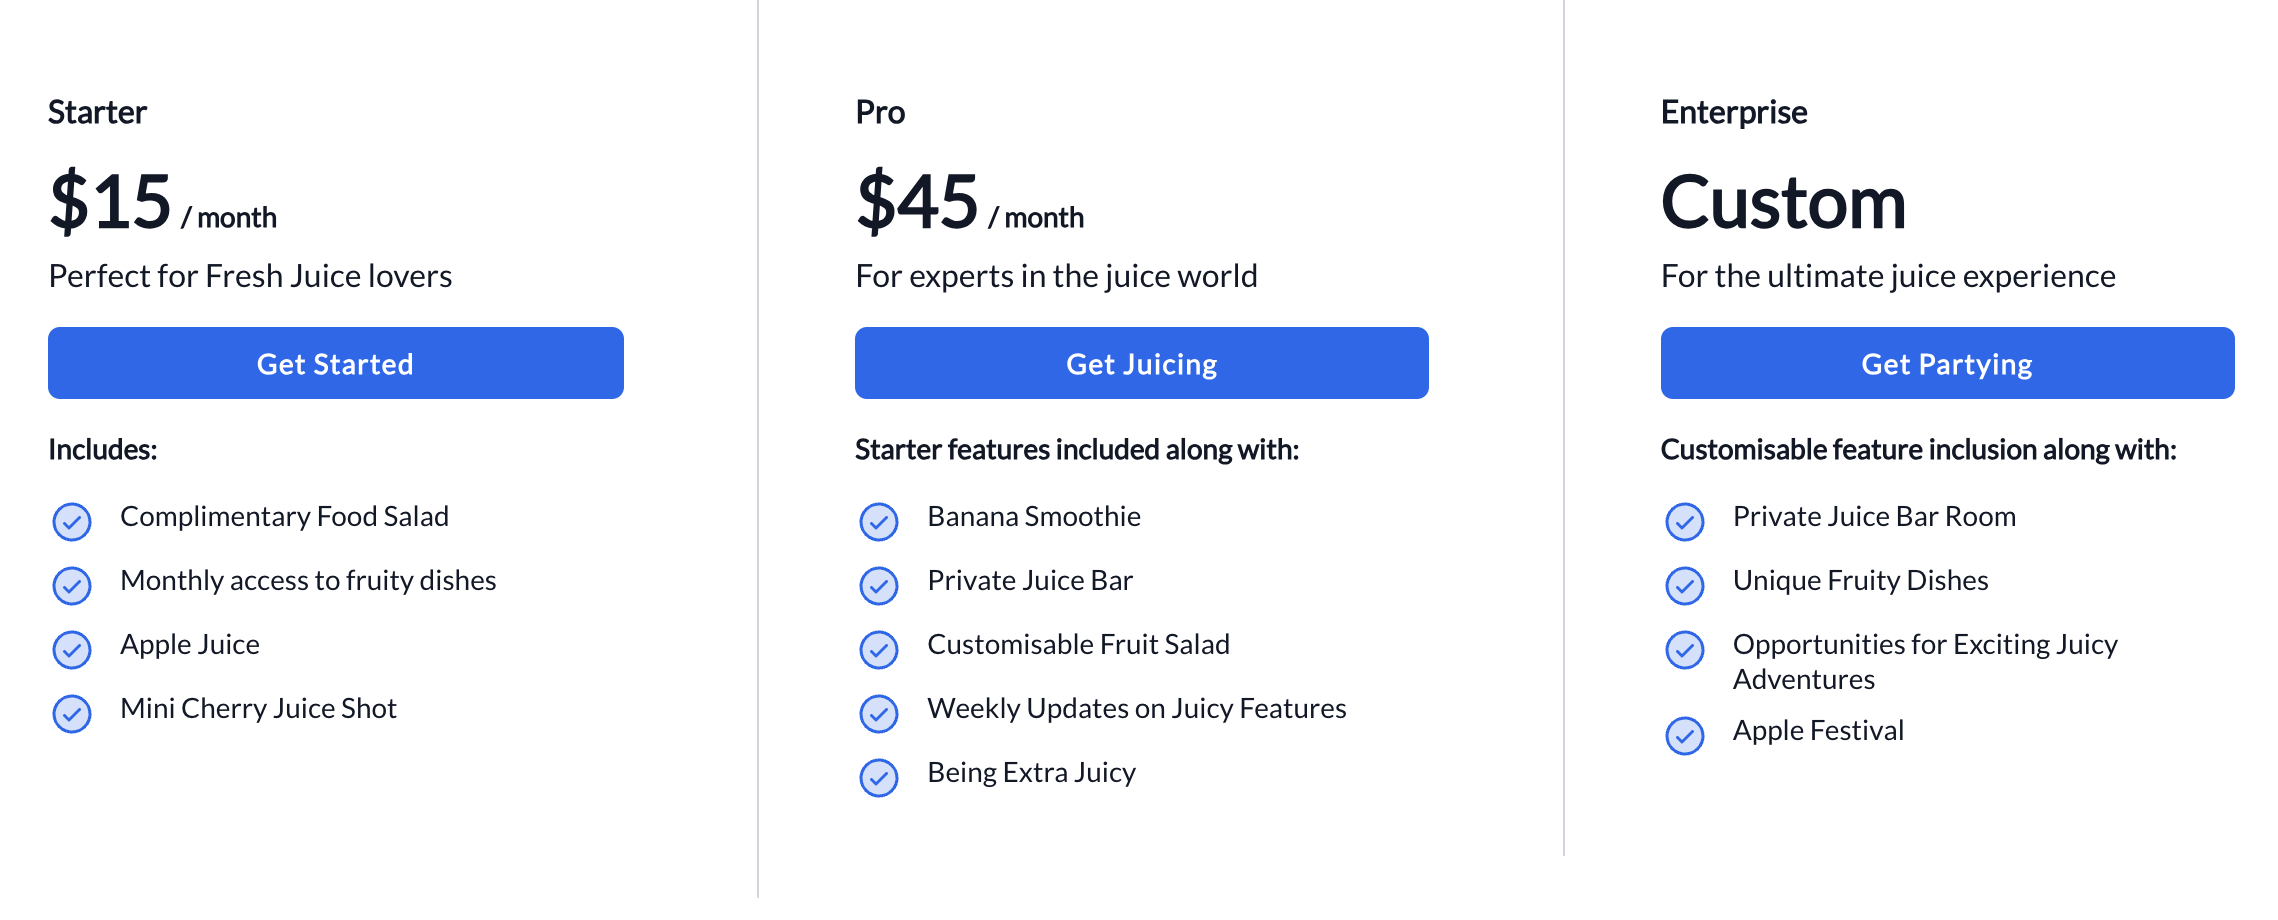 Starter
$15 / month
Perfect for Fresh Juice lovers
Get Started
Includes:
Complimentary Food Salad
Monthly access to fruity dishes
Apple Juice
Mini Cherry Juice Shot
Pro
$45 / month
For experts in the juice world
Get Juicing
Starter features included along with:
Banana Smoothie
Private Juice Bar
Customisable Fruit Salad
Weekly Updates on Juicy Features
Being Extra Juicy
Enterprise
Custom
For the ultimate juice experience
Get Partying
Customisable feature inclusion along with:
Private Juice Bar Room
Unique Fruity Dishes
Opportunities for Exciting Juicy
Adventures
Apple Festival